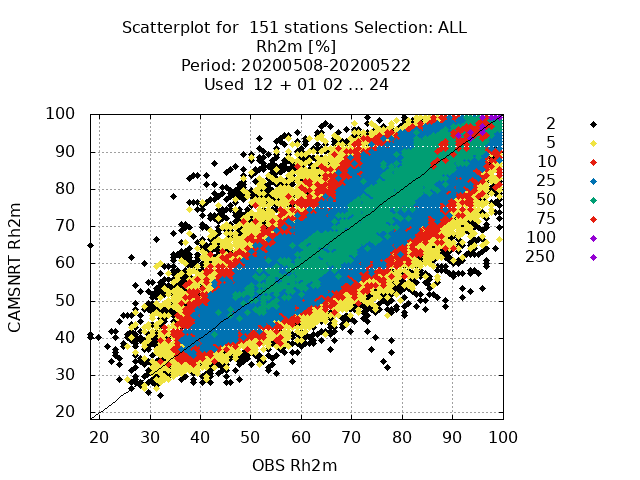 Scatterplot for  151 stations Selection: ALL
Rh2m [%]
Period: 20200508-20200522
Used  12 + 01 02 ... 24
100
90
80
70
60
50
40
30
20
20 30 40 50 60 70 80 90 100
CAMSNRT Rh2m
OBS Rh2m
2
5
10
25
50
75
100
250